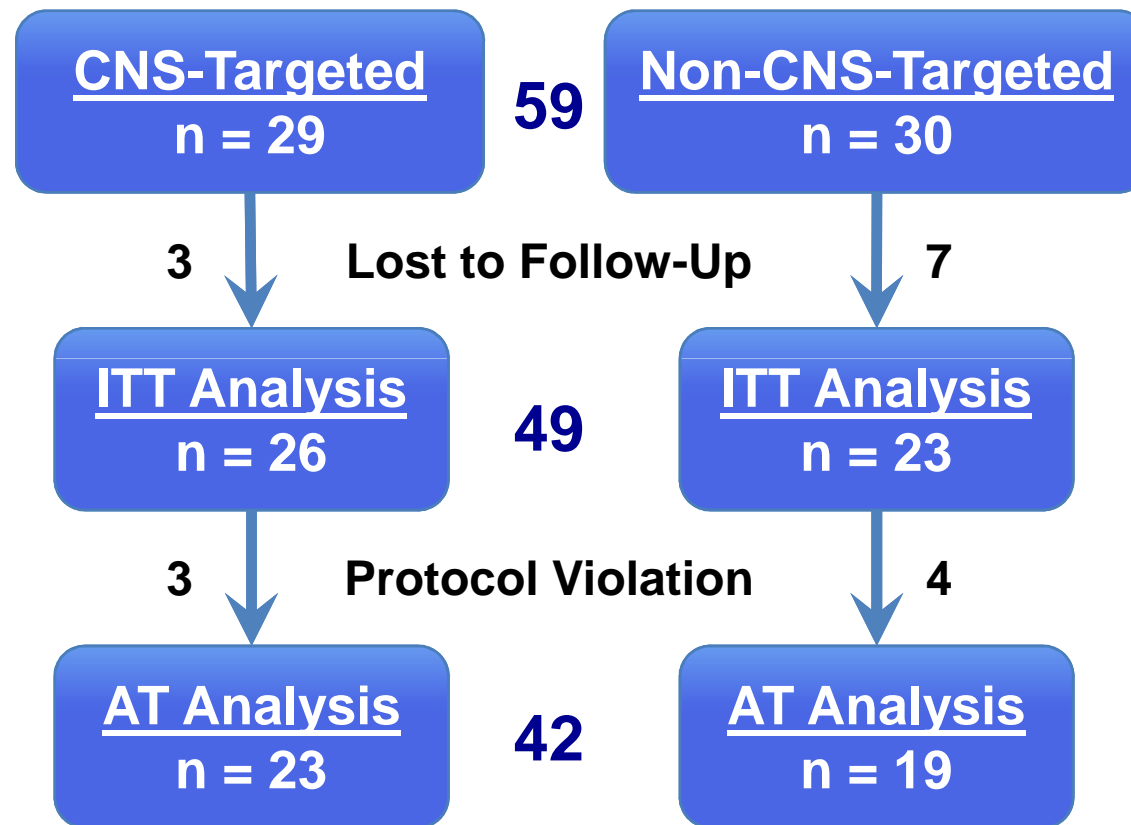 CNS-Targeted
n = 29
59
Non-CNS-Targeted
n = 30
3
Lost to Follow-Up
7
ITT Analysis
n = 26
49
ITT Analysis
n = 23
3
Protocol Violation
4
AT Analysis
n = 23
42
AT Analysis
n = 19